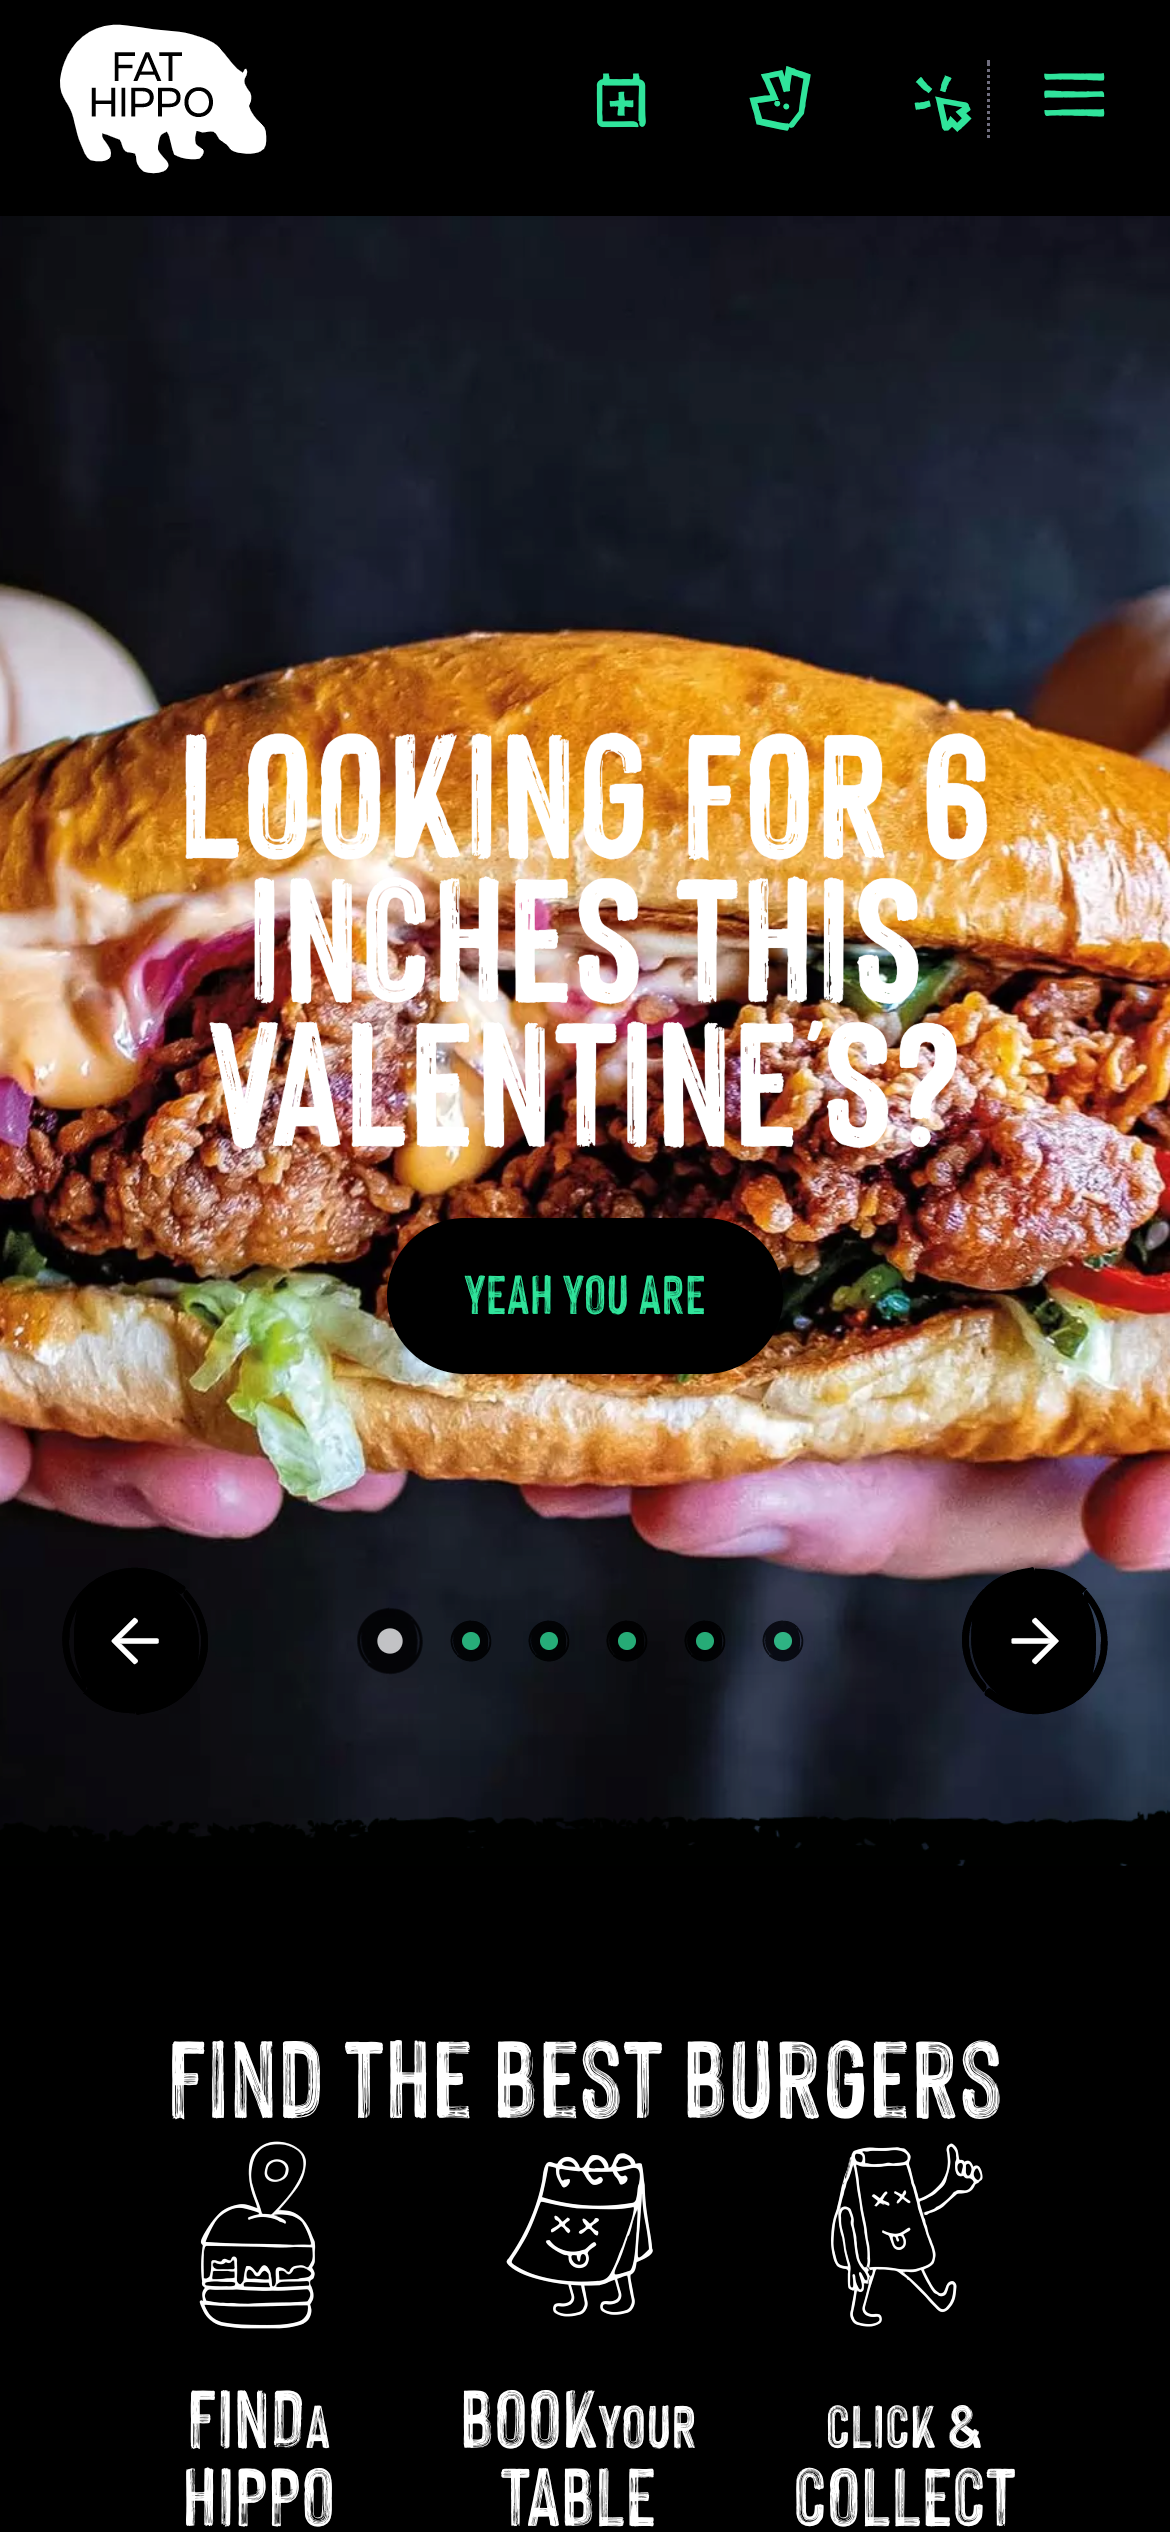 FAT
HIPPO
LOOKING FOR 6
INCHES THIS
VALENTINE'S?
YEAH YOU ARE
FIND THE BEST BURGERS
FIND A
HIPPO
BOOK YOUR
TABLE
CLICK &
COLLECT